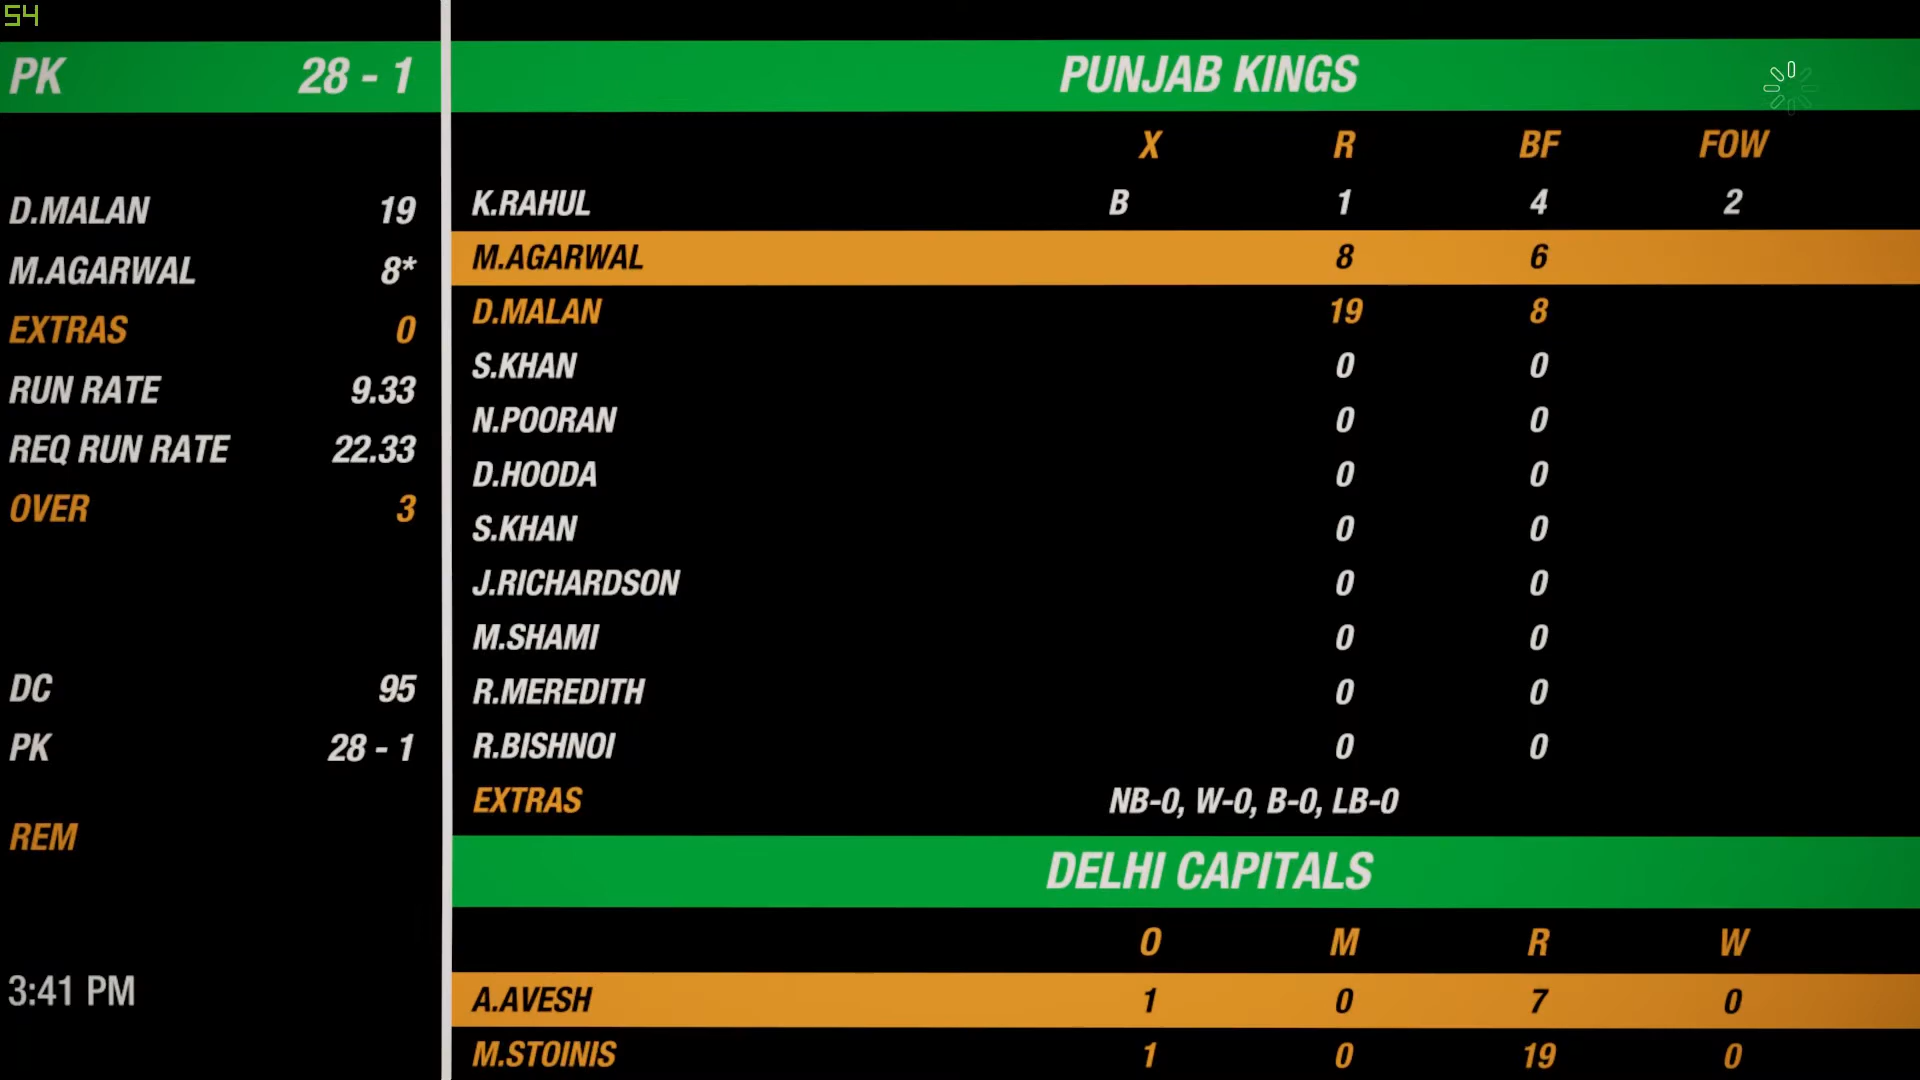 54
PK 28 - 1
D.MALAN 19
M.AGARWAL 8*
EXTRAS 0
RUN RATE 9.33
REQ RUN RATE 22.33
OVER 3
DC 95
PK 28 - 1
REM
3:41 PM
PUNJAB KINGS
X R BF FOW
K.RAHUL B 1 4 2
M.AGARWAL 8 6
D.MALAN 19 8
S.KHAN 0 0
N.POORAN 0 0
D.HOODA 0 0
S.KHAN 0 0
J.RICHARDSON 0 0
M.SHAMI 0 0
R.MEREDITH 0 0
R.BISHNOI 0 0
EXTRAS NB-0, W-0, B-0, LB-0
DELHI CAPITALS
O M R W
A.AVESH 1 0 7 0
M.STOINIS 1 0 19 0